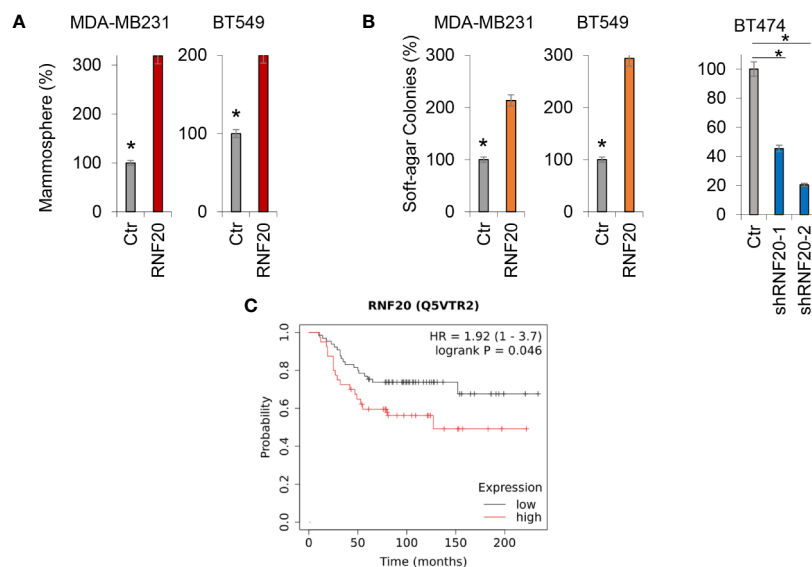 A
MDA-MB231
BT549
Mammosphere (%)
300
200
100
0
*
Ctr
RNF20
200
100
0
*
Ctr
RNF20
B
MDA-MB231
BT549
BT474
Soft-agar Colonies (%)
300
200
100
0
*
Ctr
RNF20
300
200
100
0
*
Ctr
RNF20
*
*
100
80
60
40
20
0
Ctr
shRNF20-1
shRNF20-2
C
RNF20 (Q5VTR2)
HR = 1.92 (1 - 3.7)
logrank P = 0.046
Probability
1.0
0.8
0.6
0.4
0.2
0.0
Expression
low
high
0 50 100 150 200
Time (months)